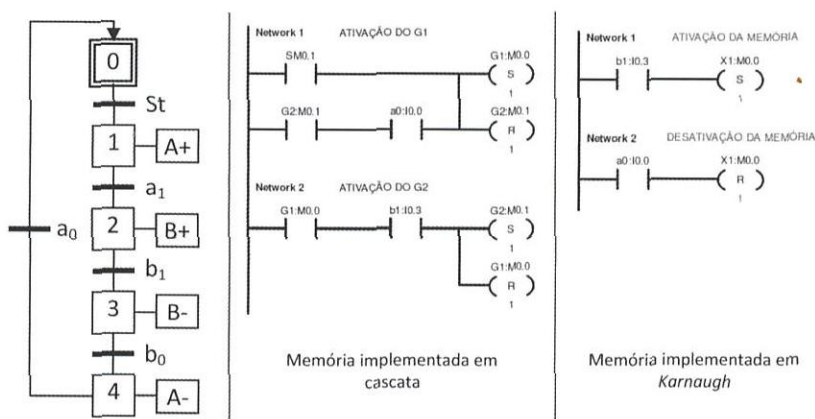 0
St
1
A+
a1
2
B+
a0
b1
3
B-
b0
4
A-
Network 1 ATIVAÇÃO DO G1
SM0.1
G1:M0.0
S
1
G2:M0.1
a0:I0.0
G2:M0.1
R
1
Network 2 ATIVAÇÃO DO G2
G1:M0.0
b1:I0.3
G2:M0.1
S
1
G1:M0.0
R
1
Memória implementada em
cascata
Network 1 ATIVAÇÃO DA MEMÓRIA
b1:I0.3
X1:M0.0
S
1
Network 2 DESATIVAÇÃO DA MEMÓRIA
a0:I0.0
X1:M0.0
R
1
Memória implementada em
Karnaugh